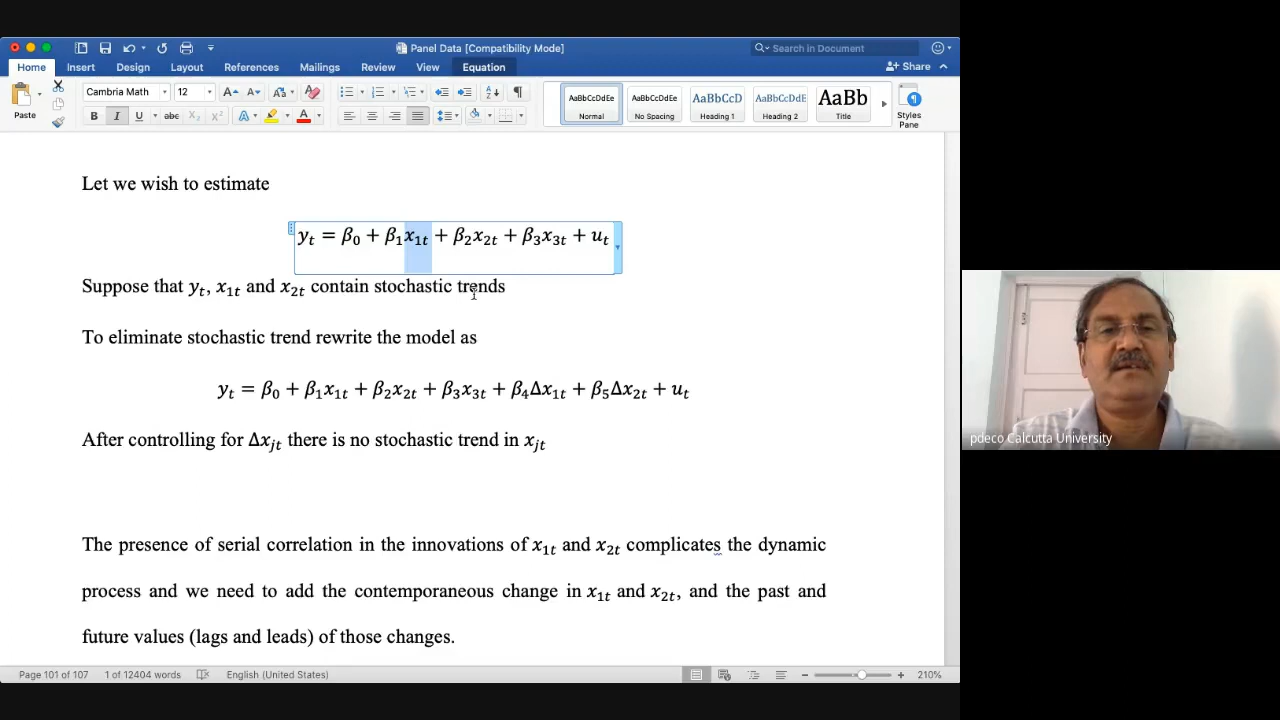 Panel Data [Compatibility Mode]
Search in Document
Home Insert Design Layout References Mailings Review View Equation
Share
Paste
Cambria Math 12
AaBbCcDdEe AaBbCcDdEe AaBbCcD AaBbCcDdE AaBb
Normal No Spacing Heading 1 Heading 2 Title
Styles Pane
Let we wish to estimate
yₜ = β₀ + β₁x₁ₜ + β₂x₂ₜ + β₃x₃ₜ + uₜ
Suppose that yₜ, x₁ₜ and x₂ₜ contain stochastic trends
To eliminate stochastic trend rewrite the model as
yₜ = β₀ + β₁x₁ₜ + β₂x₂ₜ + β₃x₃ₜ + β₄Δx₁ₜ + β₅Δx₂ₜ + uₜ
After controlling for Δxⱼₜ there is no stochastic trend in xⱼₜ
The presence of serial correlation in the innovations of x₁ₜ and x₂ₜ complicates the dynamic
process and we need to add the contemporaneous change in x₁ₜ and x₂ₜ, and the past and
future values (lags and leads) of those changes.
Page 101 of 107 1 of 12404 words English (United States) 210%
pdeco Calcutta University